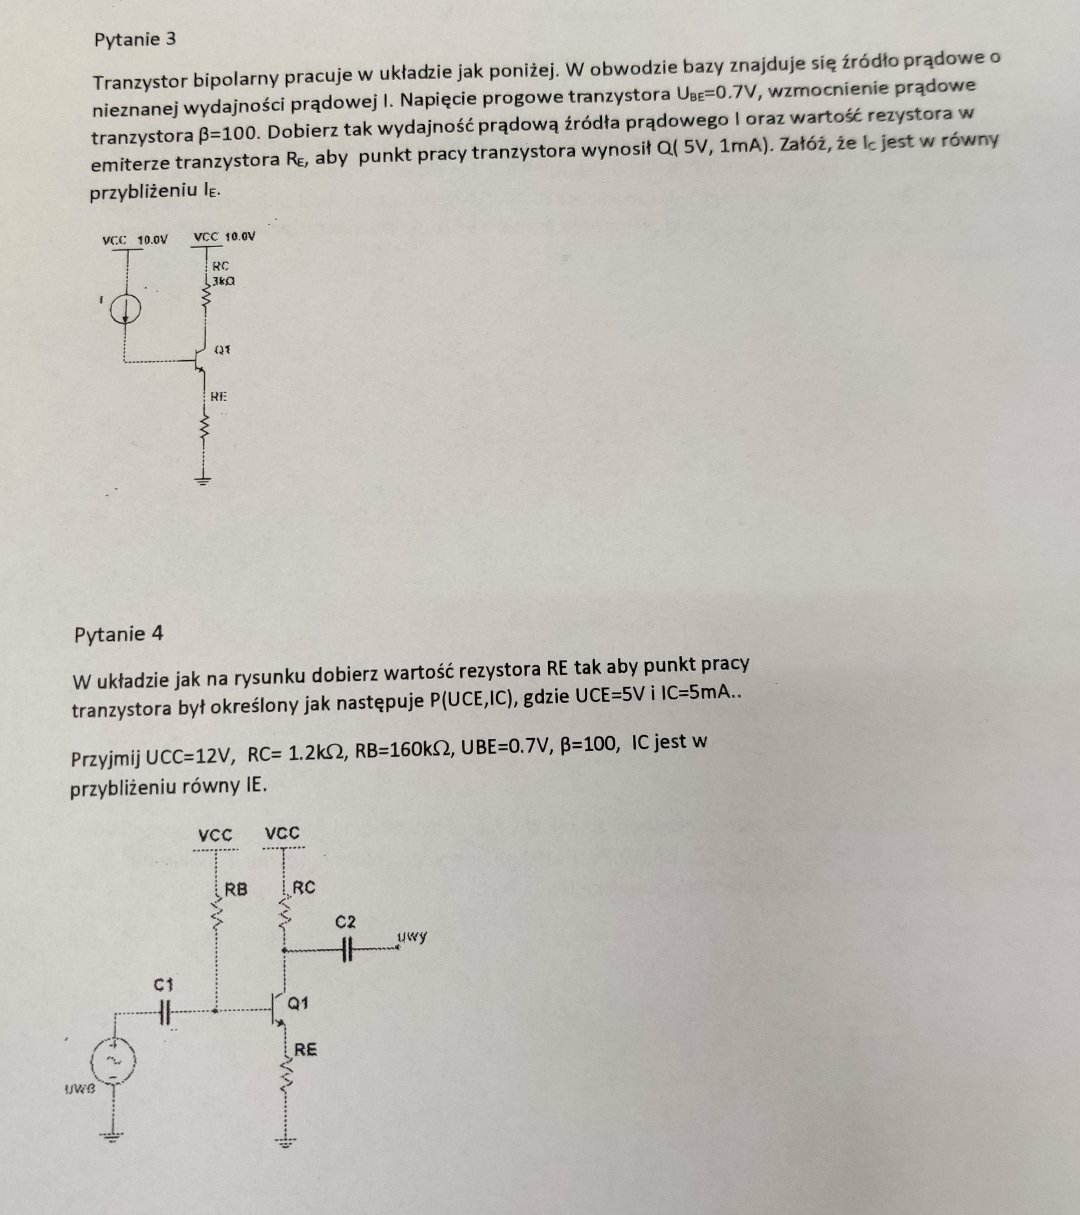 Pytanie 3
Tranzystor bipolarny pracuje w układzie jak poniżej. W obwodzie bazy znajduje się źródło prądowe o
nieznanej wydajności prądowej I. Napięcie progowe tranzystora UBE=0.7V, wzmocnienie prądowe
tranzystora β=100. Dobierz tak wydajność prądową źródła prądowego I oraz wartość rezystora w
emiterze tranzystora RE, aby punkt pracy tranzystora wynosił Q( 5V, 1mA). Załóż, że Ic jest w równy
przybliżeniu IE.
VCC 10.0V VCC 10.0V
RC
3kΩ
I
Q1
RE
Pytanie 4
W układzie jak na rysunku dobierz wartość rezystora RE tak aby punkt pracy
tranzystora był określony jak następuje P(UCE,IC), gdzie UCE=5V i IC=5mA..
Przyjmij UCC=12V, RC= 1.2kΩ, RB=160kΩ, UBE=0.7V, β=100, IC jest w
przybliżeniu równy IE.
VCC VCC
RB RC
C2
UWY
C1
Q1
RE
UWE